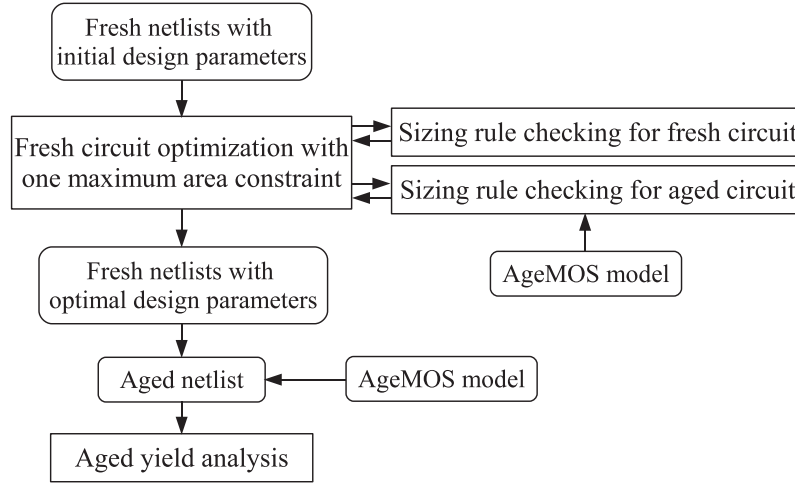 Fresh netlists with
initial design parameters
Fresh circuit optimization with
one maximum area constraint
Sizing rule checking for fresh circuit
Sizing rule checking for aged circuit
AgeMOS model
Fresh netlists with
optimal design parameters
Aged netlist
AgeMOS model
Aged yield analysis